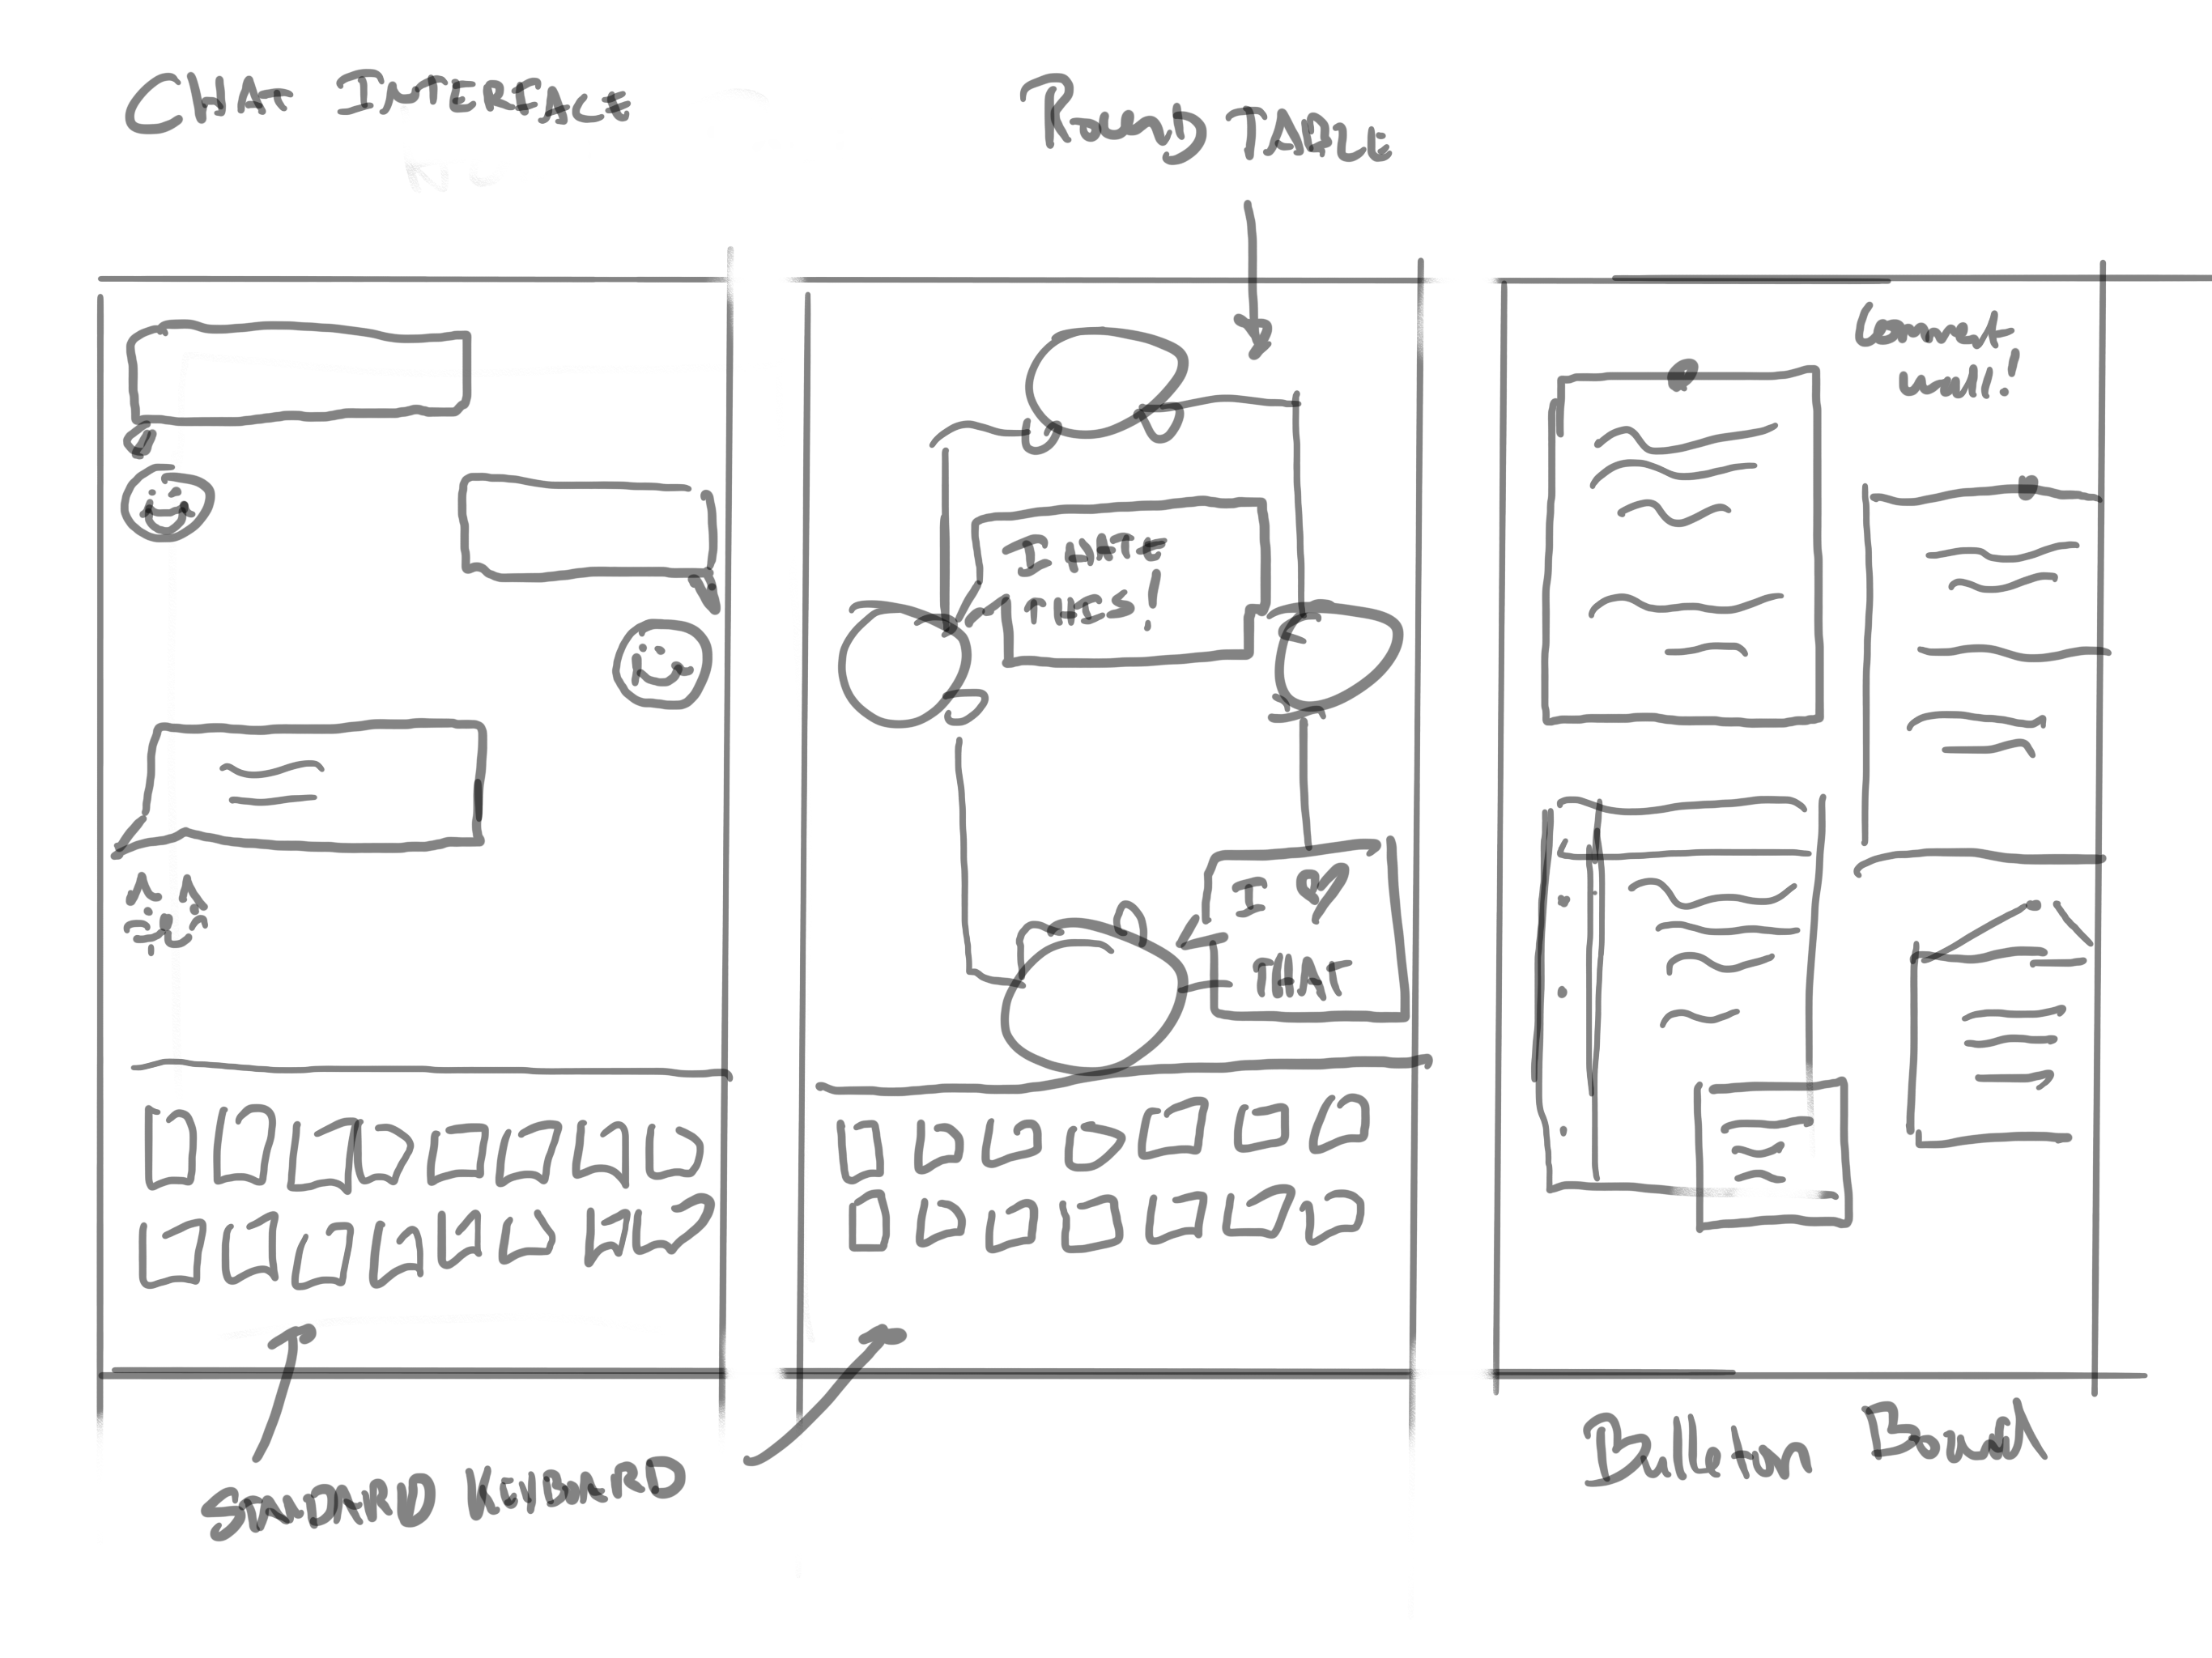 CHAT INTERFACE
ROUND TABLE
I HATE
THIS!
I ♡
THAT
Comment
wall!
STANDARD KEYBOARD
Bulleton Board